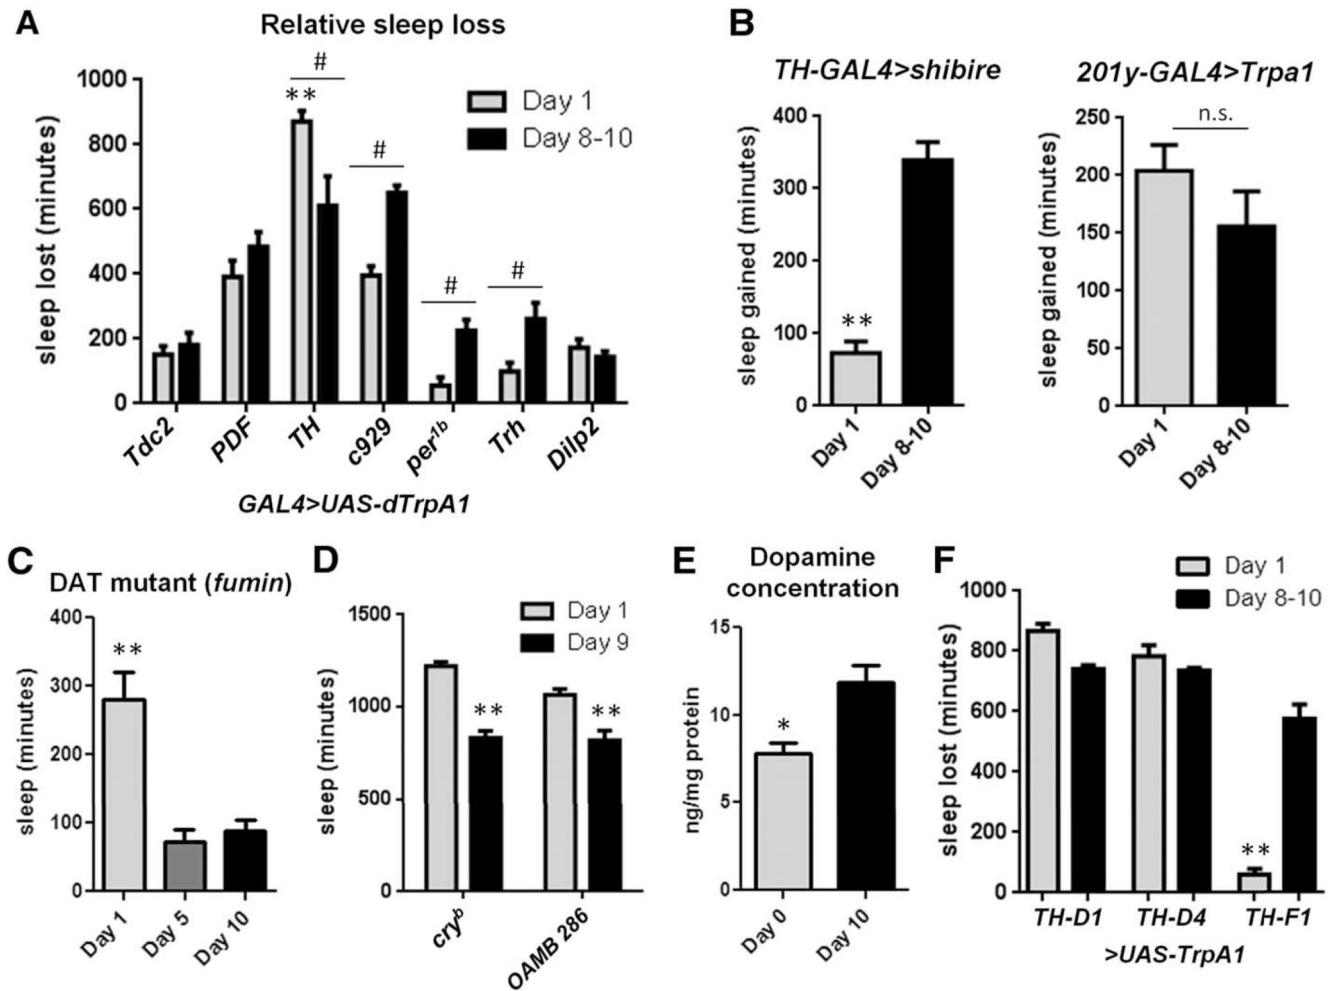 A
Relative sleep loss
#
**
#
#
#
Day 1
Day 8-10
sleep lost (minutes)
1000
800
600
400
200
0
Tdc2
PDF
TH
c929
per1b
Trh
Dilp2
GAL4>UAS-dTrpA1
B
TH-GAL4>shibire
sleep gained (minutes)
400
300
200
100
0
**
Day 1
Day 8-10
201y-GAL4>Trpa1
sleep gained (minutes)
250
200
150
100
50
0
n.s.
Day 1
Day 8-10
C
DAT mutant (fumin)
sleep (minutes)
400
300
200
100
0
**
Day 1
Day 5
Day 10
D
Day 1
Day 9
sleep (minutes)
1500
1000
500
0
**
**
cryb
OAMB 286
E
Dopamine
concentration
ng/mg protein
15
10
5
0
*
Day 0
Day 10
F
Day 1
Day 8-10
sleep lost (minutes)
1000
800
600
400
200
0
**
TH-D1
TH-D4
TH-F1
>UAS-TrpA1